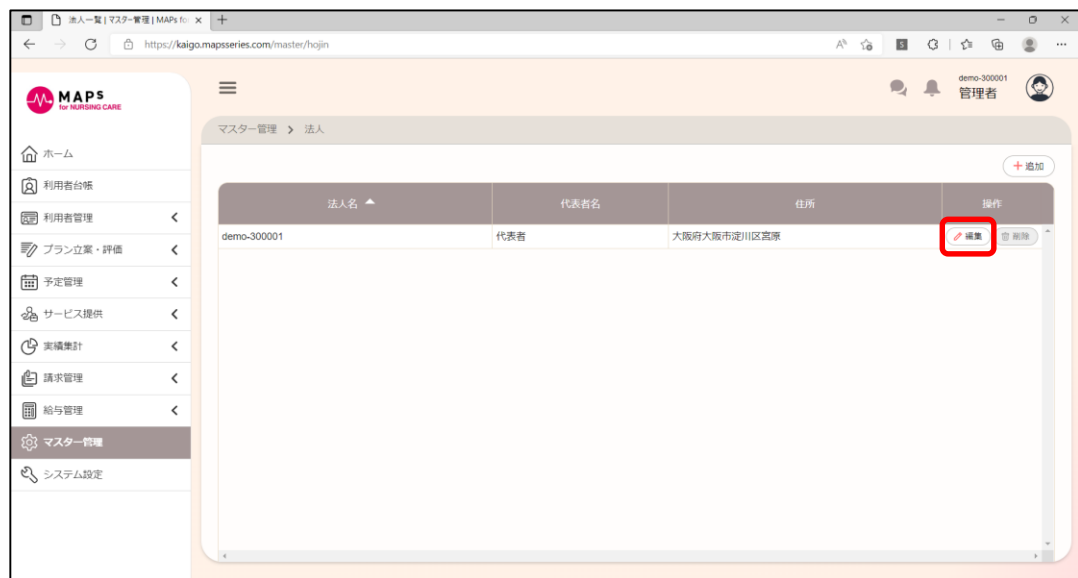 法人一覧 | マスター管理 | MAPs for
https://kaigo.mapsseries.com/master/hojin
MAPS
for NURSING CARE
demo-300001
管理者
マスター管理 > 法人
ホーム
利用者台帳
利用者管理
プラン立案・評価
予定管理
サービス提供
実績集計
請求管理
給与管理
マスター管理
システム設定
+追加
法人名 代表者名 住所 操作
demo-300001 代表者 大阪府大阪市淀川区宮原 編集 削除